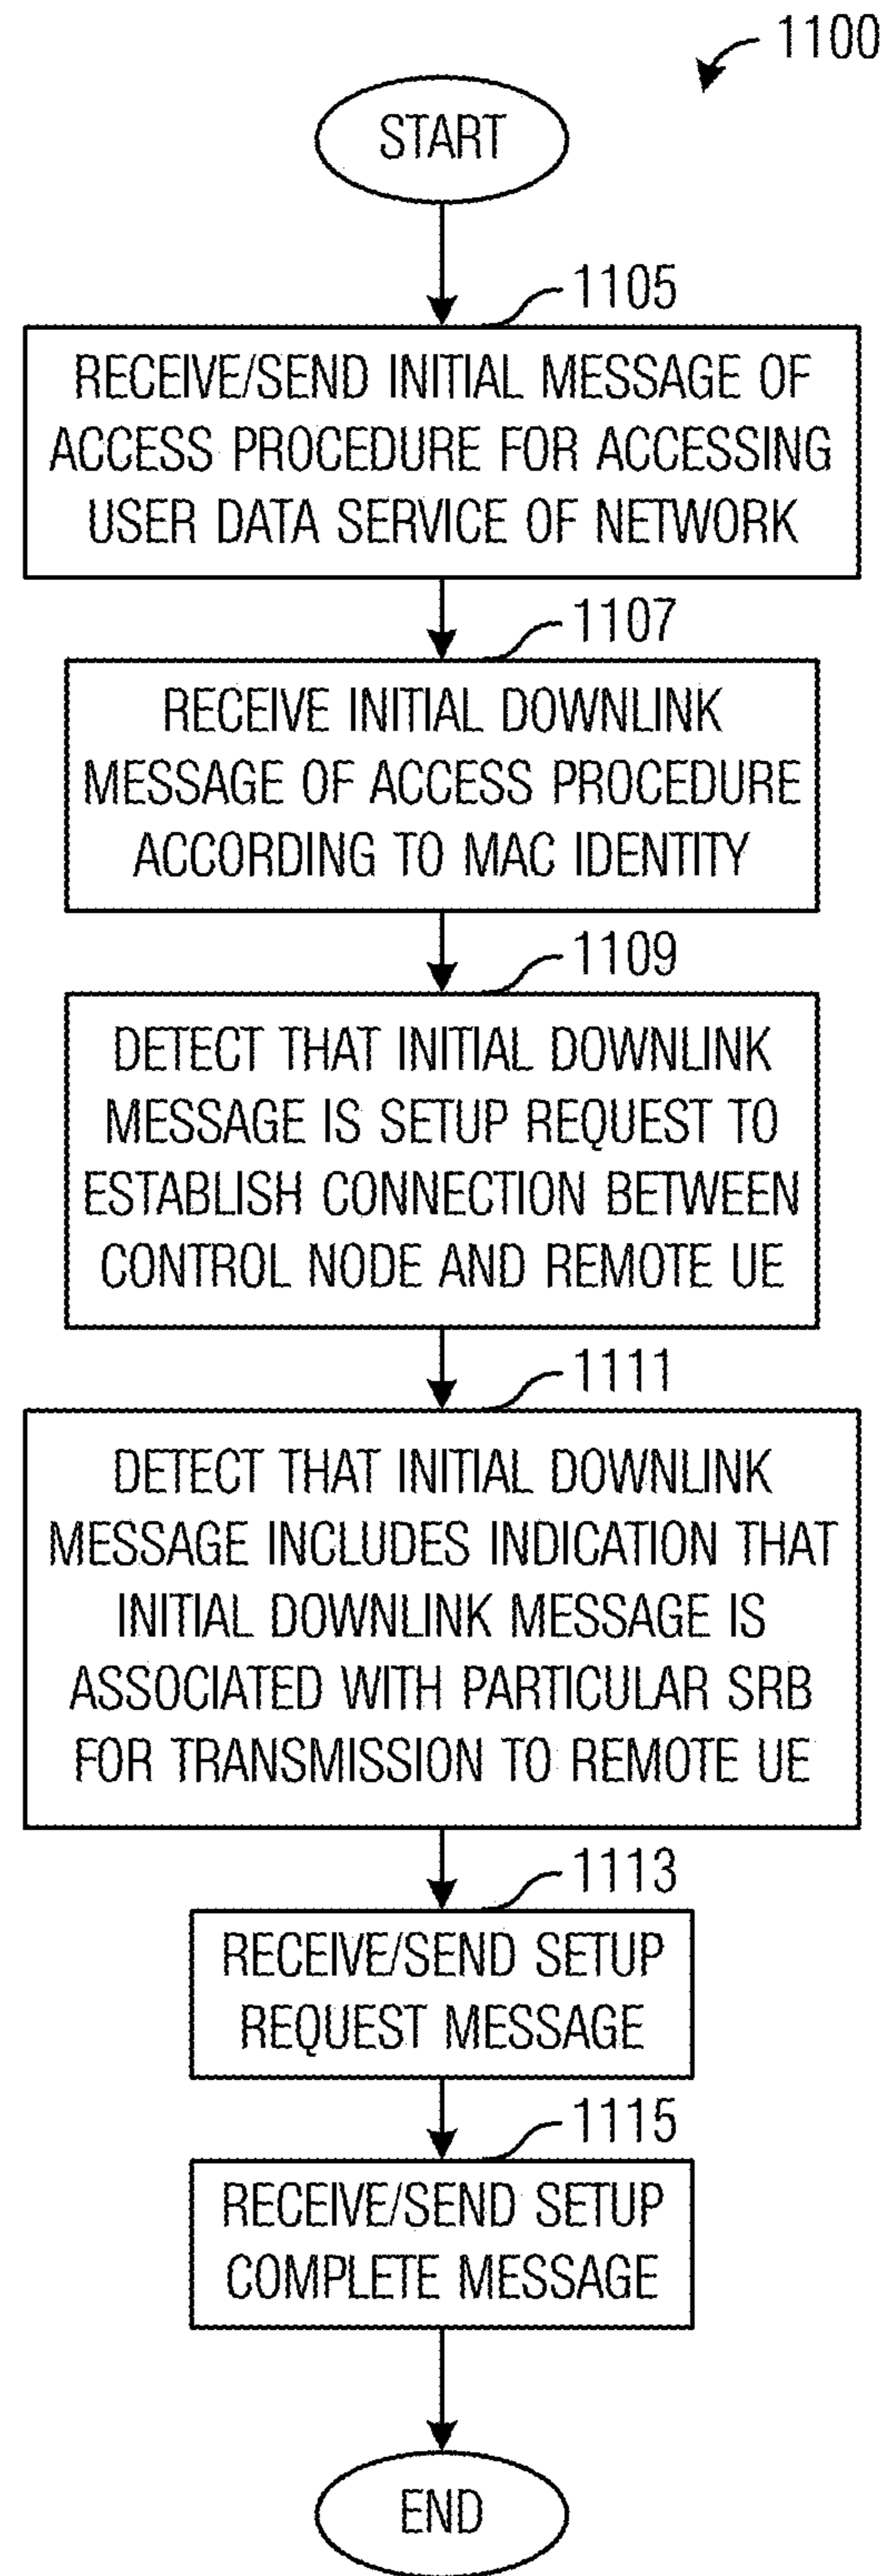 1100
START
1105
RECEIVE/SEND INITIAL MESSAGE OF
ACCESS PROCEDURE FOR ACCESSING
USER DATA SERVICE OF NETWORK
1107
RECEIVE INITIAL DOWNLINK
MESSAGE OF ACCESS PROCEDURE
ACCORDING TO MAC IDENTITY
1109
DETECT THAT INITIAL DOWNLINK
MESSAGE IS SETUP REQUEST TO
ESTABLISH CONNECTION BETWEEN
CONTROL NODE AND REMOTE UE
1111
DETECT THAT INITIAL DOWNLINK
MESSAGE INCLUDES INDICATION THAT
INITIAL DOWNLINK MESSAGE IS
ASSOCIATED WITH PARTICULAR SRB
FOR TRANSMISSION TO REMOTE UE
1113
RECEIVE/SEND SETUP
REQUEST MESSAGE
1115
RECEIVE/SEND SETUP
COMPLETE MESSAGE
END